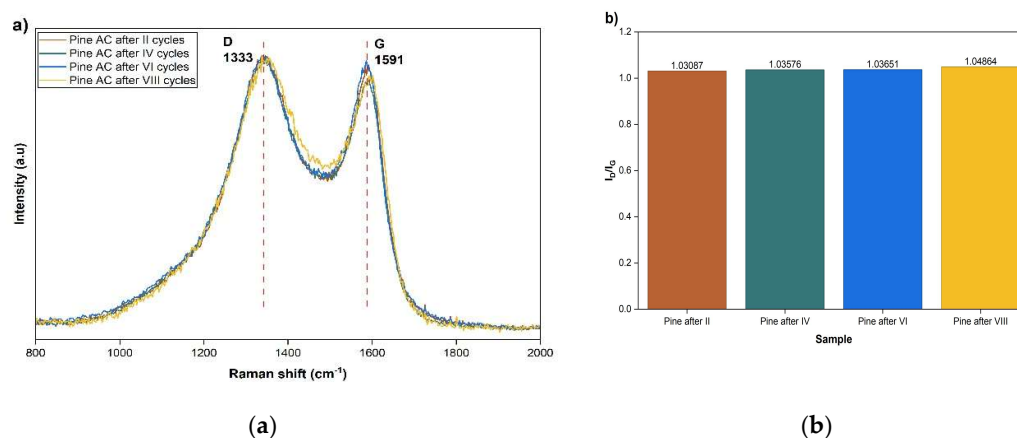 a)
Pine AC after II cycles
Pine AC after IV cycles
Pine AC after VI cycles
Pine AC after VIII cycles
D
1333
G
1591
Intensity (a.u)
800 1000 1200 1400 1600 1800 2000
Raman shift (cm⁻¹)
(a)
b)
1.2
1.0
0.8
0.6
0.4
0.2
0.0
I_D/I_G
1.03087 1.03576 1.03651 1.04864
Pine after II Pine after IV Pine after VI Pine after VIII
Sample
(b)